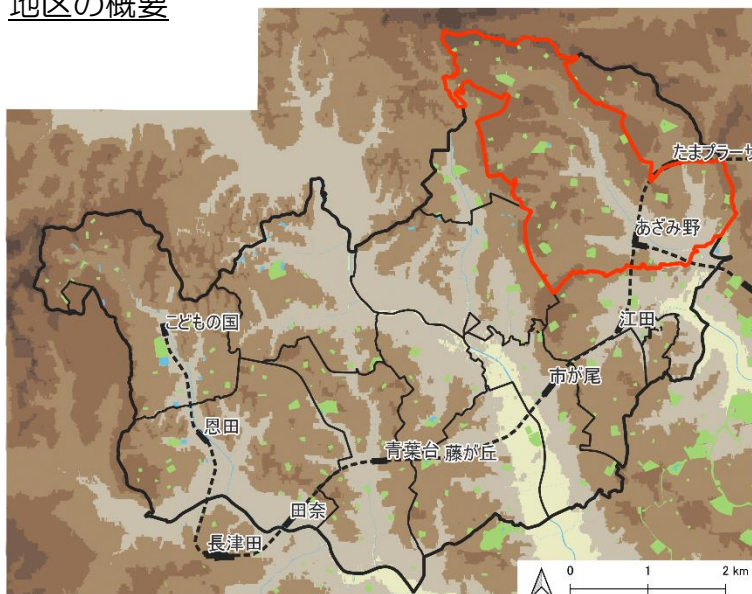 地区の概要
たまプラーザ
あざみ野
江田
こどもの国
市が尾
恩田
青葉台
藤が丘
田奈
長津田
0 1 2 km